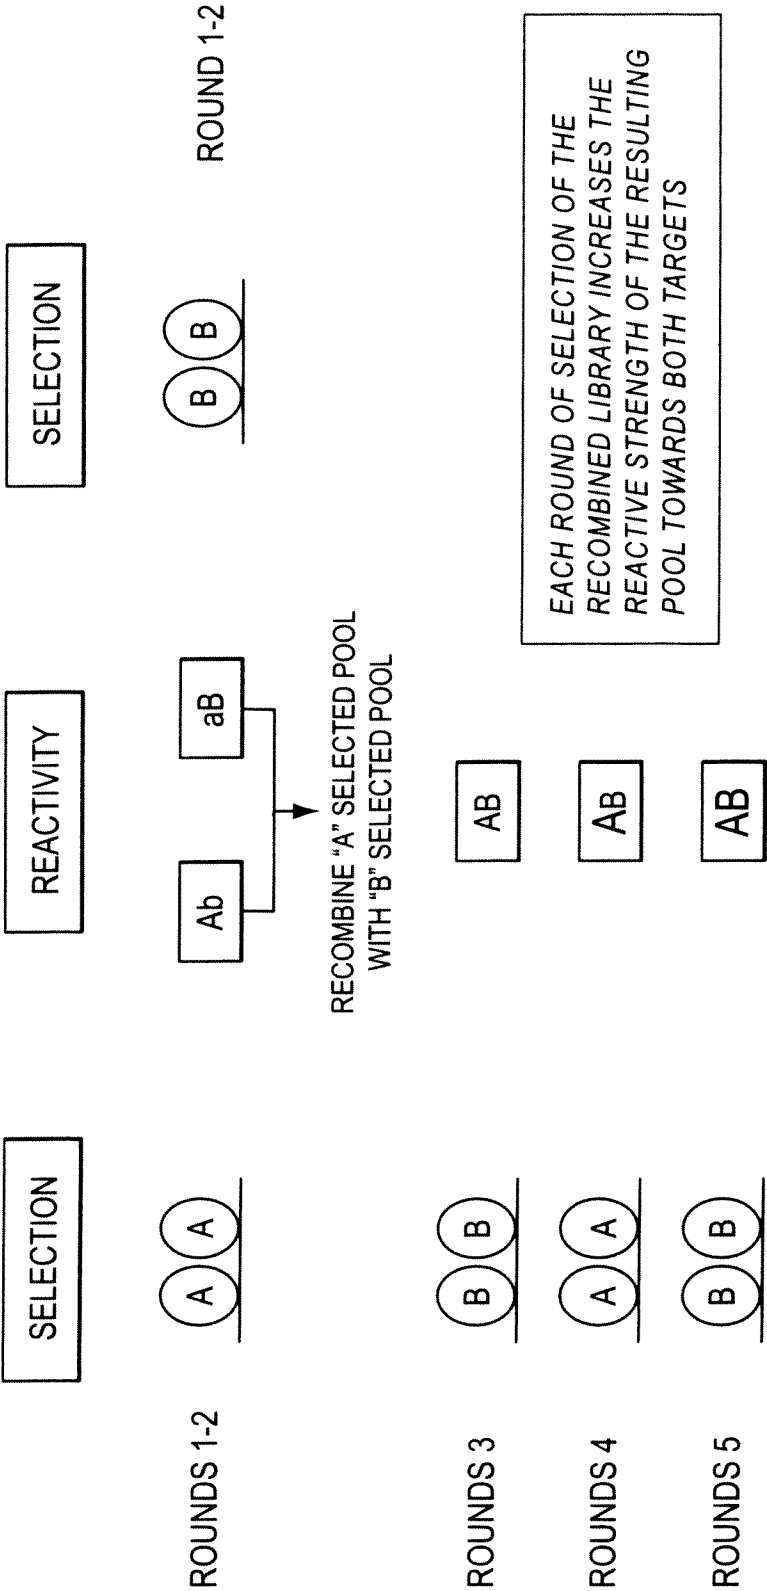 SELECTION
REACTIVITY
SELECTION
ROUNDS 1-2
A
A
Ab
aB
B
B
ROUND 1-2
RECOMBINE “A” SELECTED POOL
WITH “B” SELECTED POOL
ROUNDS 3
B
B
AB
ROUNDS 4
A
A
AB
ROUNDS 5
B
B
AB
EACH ROUND OF SELECTION OF THE
RECOMBINED LIBRARY INCREASES THE
REACTIVE STRENGTH OF THE RESULTING
POOL TOWARDS BOTH TARGETS